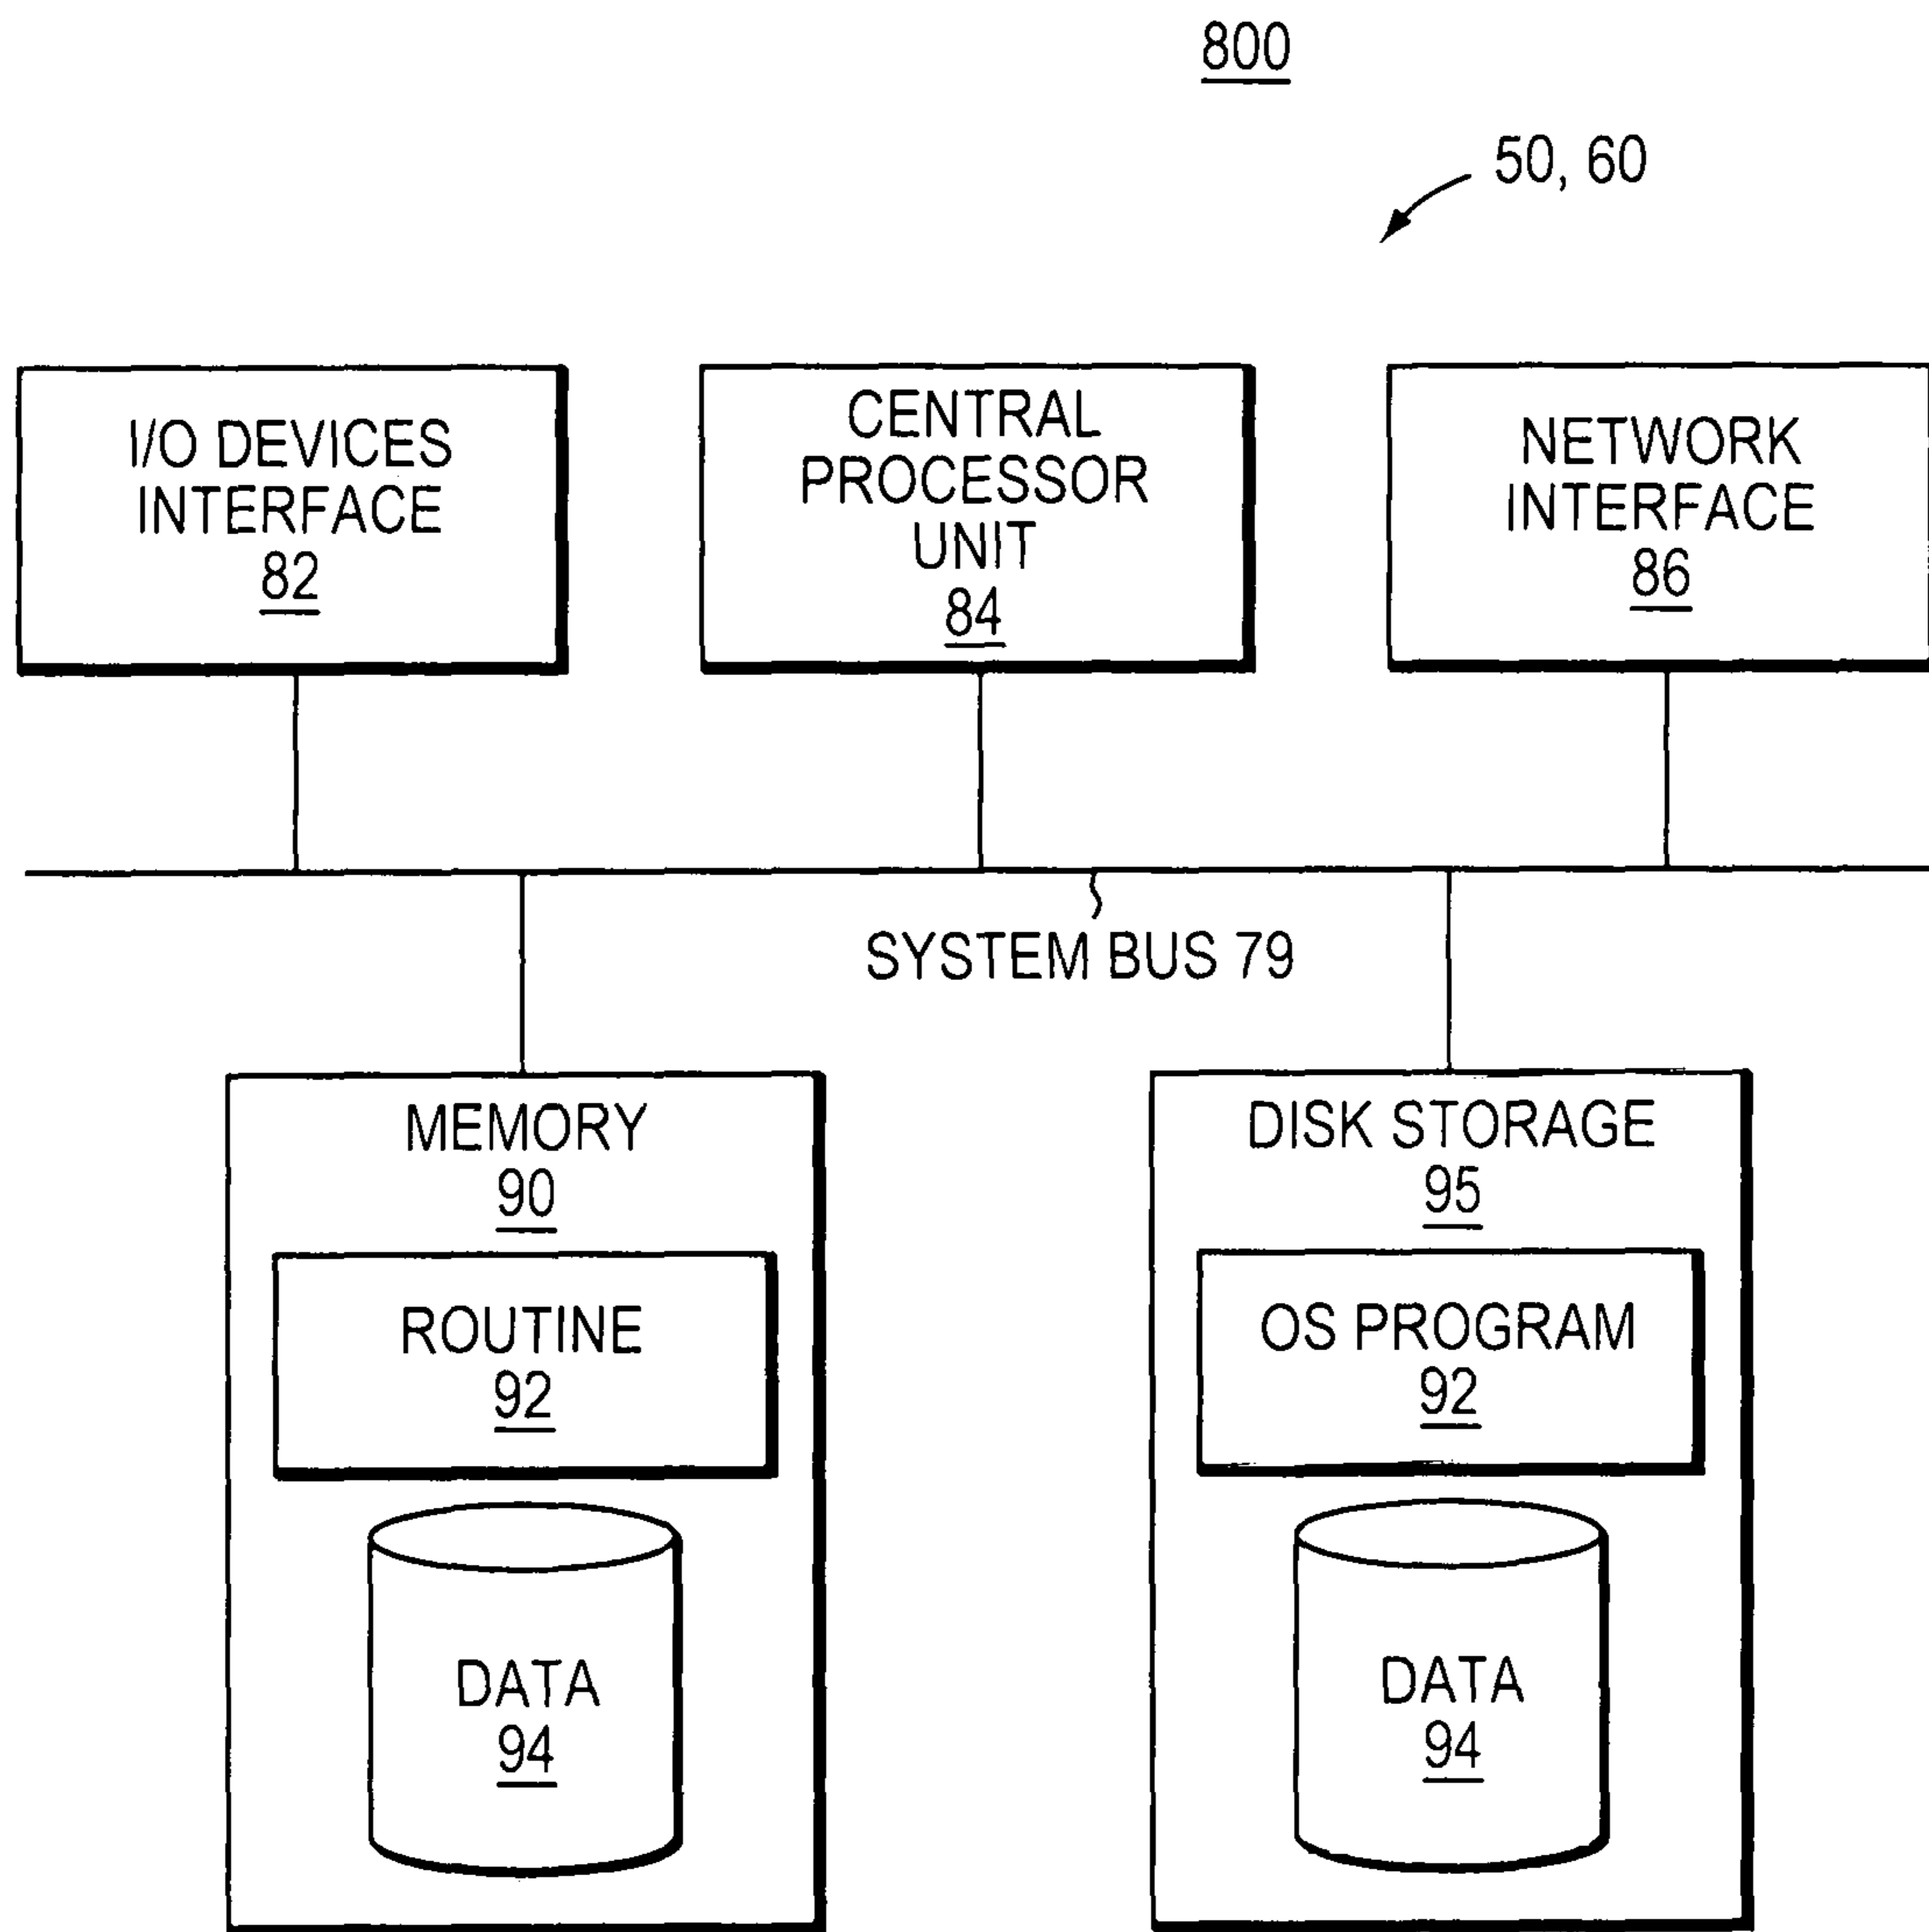 800
50, 60
I/O DEVICES
INTERFACE
82
CENTRAL
PROCESSOR
UNIT
84
NETWORK
INTERFACE
86
SYSTEM BUS 79
MEMORY
90
ROUTINE
92
DATA
94
DISK STORAGE
95
OS PROGRAM
92
DATA
94